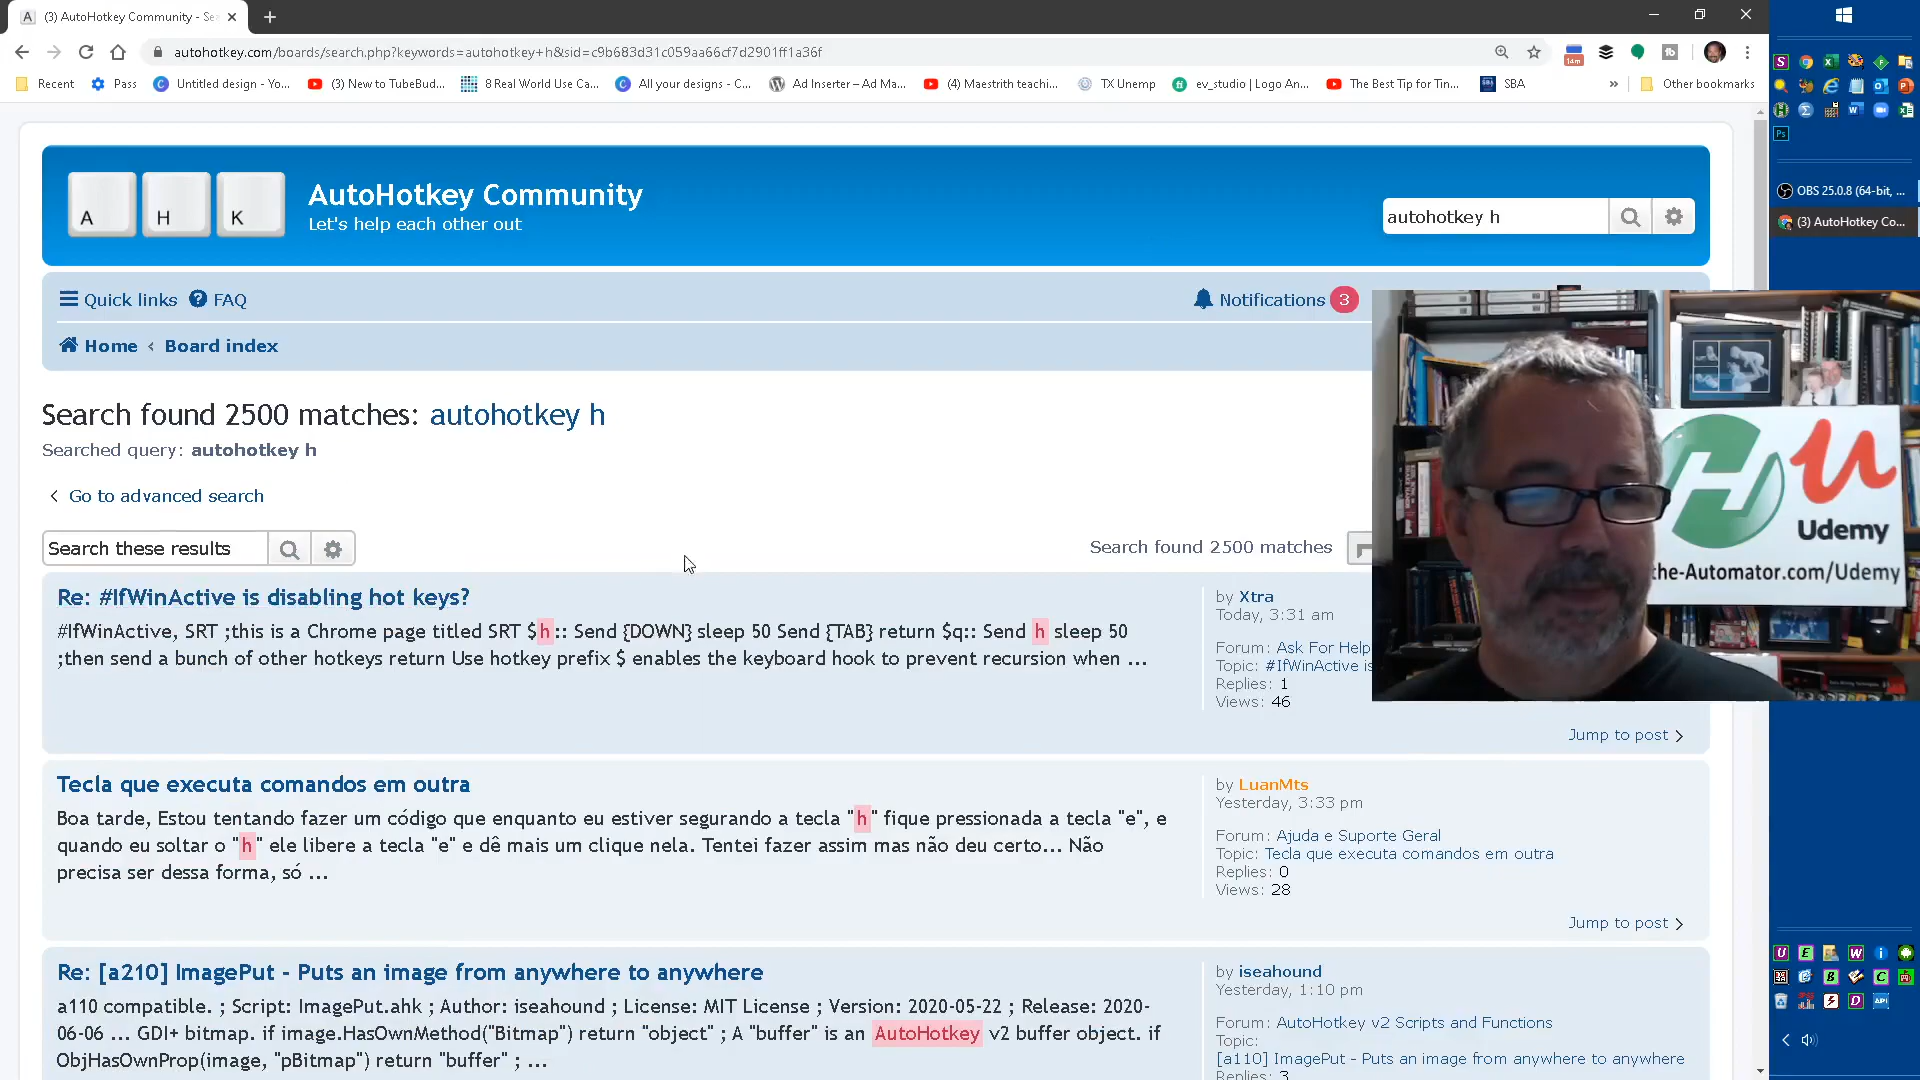 (3) AutoHotkey Community - Se
autohotkey.com/boards/search.php?keywords=autohotkey+h&sid=c9b683d31c059aa66cf7d2901ff1a36f
14m
Recent Pass Untitled design - Yo... (3) New to TubeBud... 8 Real World Use Ca... All your designs - C... Ad Inserter – Ad Ma... (4) Maestrith teachi... TX Unemp ev_studio | Logo An... The Best Tip for Tin... SBA » Other bookmarks
A H K
AutoHotkey Community
Let's help each other out
autohotkey h
OBS 25.0.8 (64-bit, ...
(3) AutoHotkey Co...
Quick links FAQ
Notifications 3
Home Board index
Search found 2500 matches: autohotkey h
Searched query: autohotkey h
Go to advanced search
Search these results
Search found 2500 matches
Udemy
the-Automator.com/Udemy
Re: #IfWinActive is disabling hot keys?
#IfWinActive, SRT ;this is a Chrome page titled SRT $h:: Send {DOWN} sleep 50 Send {TAB} return $q:: Send h sleep 50
;then send a bunch of other hotkeys return Use hotkey prefix $ enables the keyboard hook to prevent recursion when ...
by Xtra
Today, 3:31 am
Forum: Ask For Help
Topic: #IfWinActive is
Replies: 1
Views: 46
Jump to post
Tecla que executa comandos em outra
Boa tarde, Estou tentando fazer um código que enquanto eu estiver segurando a tecla "h" fique pressionada a tecla "e", e
quando eu soltar o "h" ele libere a tecla "e" e dê mais um clique nela. Tentei fazer assim mas não deu certo... Não
precisa ser dessa forma, só ...
by LuanMts
Yesterday, 3:33 pm
Forum: Ajuda e Suporte Geral
Topic: Tecla que executa comandos em outra
Replies: 0
Views: 28
Jump to post
Re: [a210] ImagePut - Puts an image from anywhere to anywhere
a110 compatible. ; Script: ImagePut.ahk ; Author: iseahound ; License: MIT License ; Version: 2020-05-22 ; Release: 2020-
06-06 ... GDI+ bitmap. if image.HasOwnMethod("Bitmap") return "object" ; A "buffer" is an AutoHotkey v2 buffer object. if
ObjHasOwnProp(image, "pBitmap") return "buffer" ; ...
by iseahound
Yesterday, 1:10 pm
Forum: AutoHotkey v2 Scripts and Functions
Topic:
[a110] ImagePut - Puts an image from anywhere to anywhere
Replies: 3